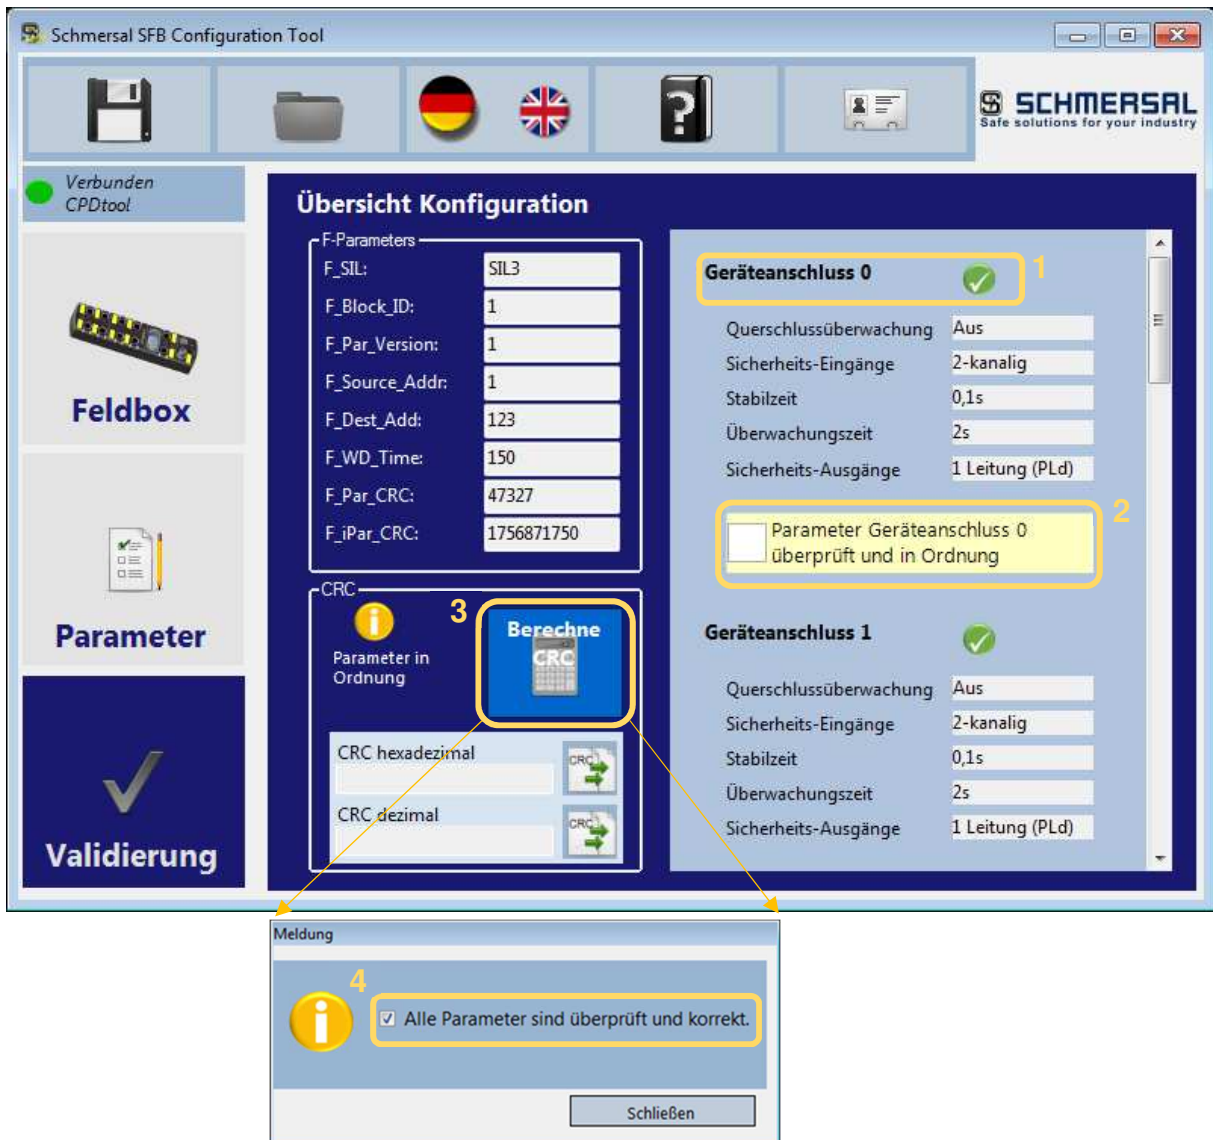 Schmersal SFB Configuration Tool
SCHMERSAL
Safe solutions for your industry
Verbunden
CPDtool
Feldbox
Parameter
Validierung
Übersicht Konfiguration
F-Parameters
F_SIL: SIL3
F_Block_ID: 1
F_Par_Version: 1
F_Source_Addr: 1
F_Dest_Add: 123
F_WD_Time: 150
F_Par_CRC: 47327
F_iPar_CRC: 1756871750
CRC
Parameter in
Ordnung
3
Berechne
CRC
CRC hexadezimal
CRC
CRC dezimal
CRC
Geräteanschluss 0
1
Querschlussüberwachung Aus
Sicherheits-Eingänge 2-kanalig
Stabilzeit 0,1s
Überwachungszeit 2s
Sicherheits-Ausgänge 1 Leitung (PLd)
2
Parameter Geräteanschluss 0
überprüft und in Ordnung
Geräteanschluss 1
Querschlussüberwachung Aus
Sicherheits-Eingänge 2-kanalig
Stabilzeit 0,1s
Überwachungszeit 2s
Sicherheits-Ausgänge 1 Leitung (PLd)
Meldung
4
Alle Parameter sind überprüft und korrekt.
Schließen